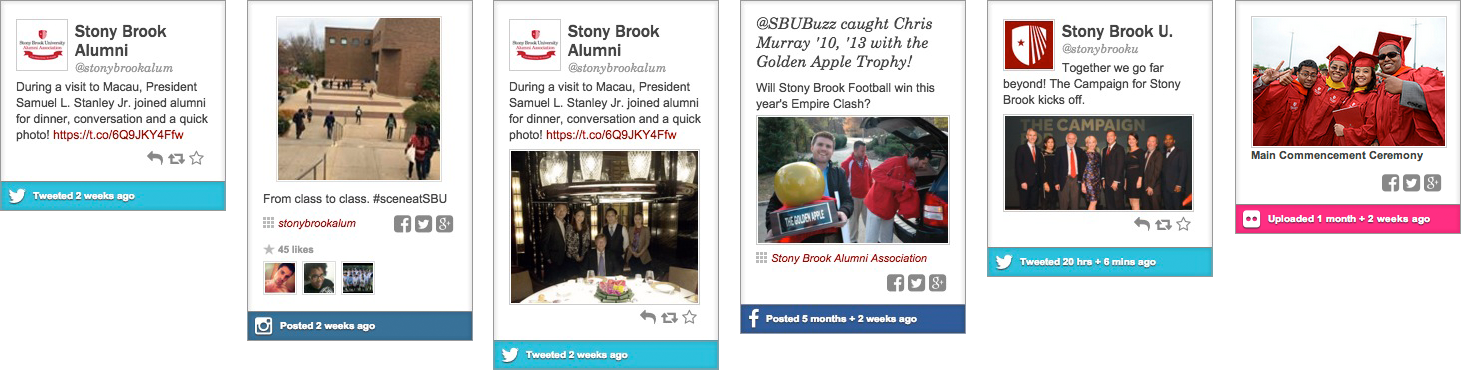 Stony Brook University
Alumni Association
Stony Brook
Alumni
@stonybrookalum
During a visit to Macau, President
Samuel L. Stanley Jr. joined alumni
for dinner, conversation and a quick
photo! https://t.co/6Q9JKY4Ffw
Tweeted 2 weeks ago
From class to class. #sceneatSBU
stonybrookalum
45 likes
Posted 2 weeks ago
Stony Brook University
Alumni Association
Stony Brook
Alumni
@stonybrookalum
During a visit to Macau, President
Samuel L. Stanley Jr. joined alumni
for dinner, conversation and a quick
photo! https://t.co/6Q9JKY4Ffw
Tweeted 2 weeks ago
@SBUBuzz caught Chris
Murray '10, '13 with the
Golden Apple Trophy!
Will Stony Brook Football win this
year's Empire Clash?
THE GOLDEN APPLE
Stony Brook Alumni Association
Posted 5 months + 2 weeks ago
Stony Brook U.
@stonybrooku
Together we go far
beyond! The Campaign for Stony
Brook kicks off.
THE CAMPAIGN
Tweeted 20 hrs + 6 mins ago
Main Commencement Ceremony
Uploaded 1 month + 2 weeks ago